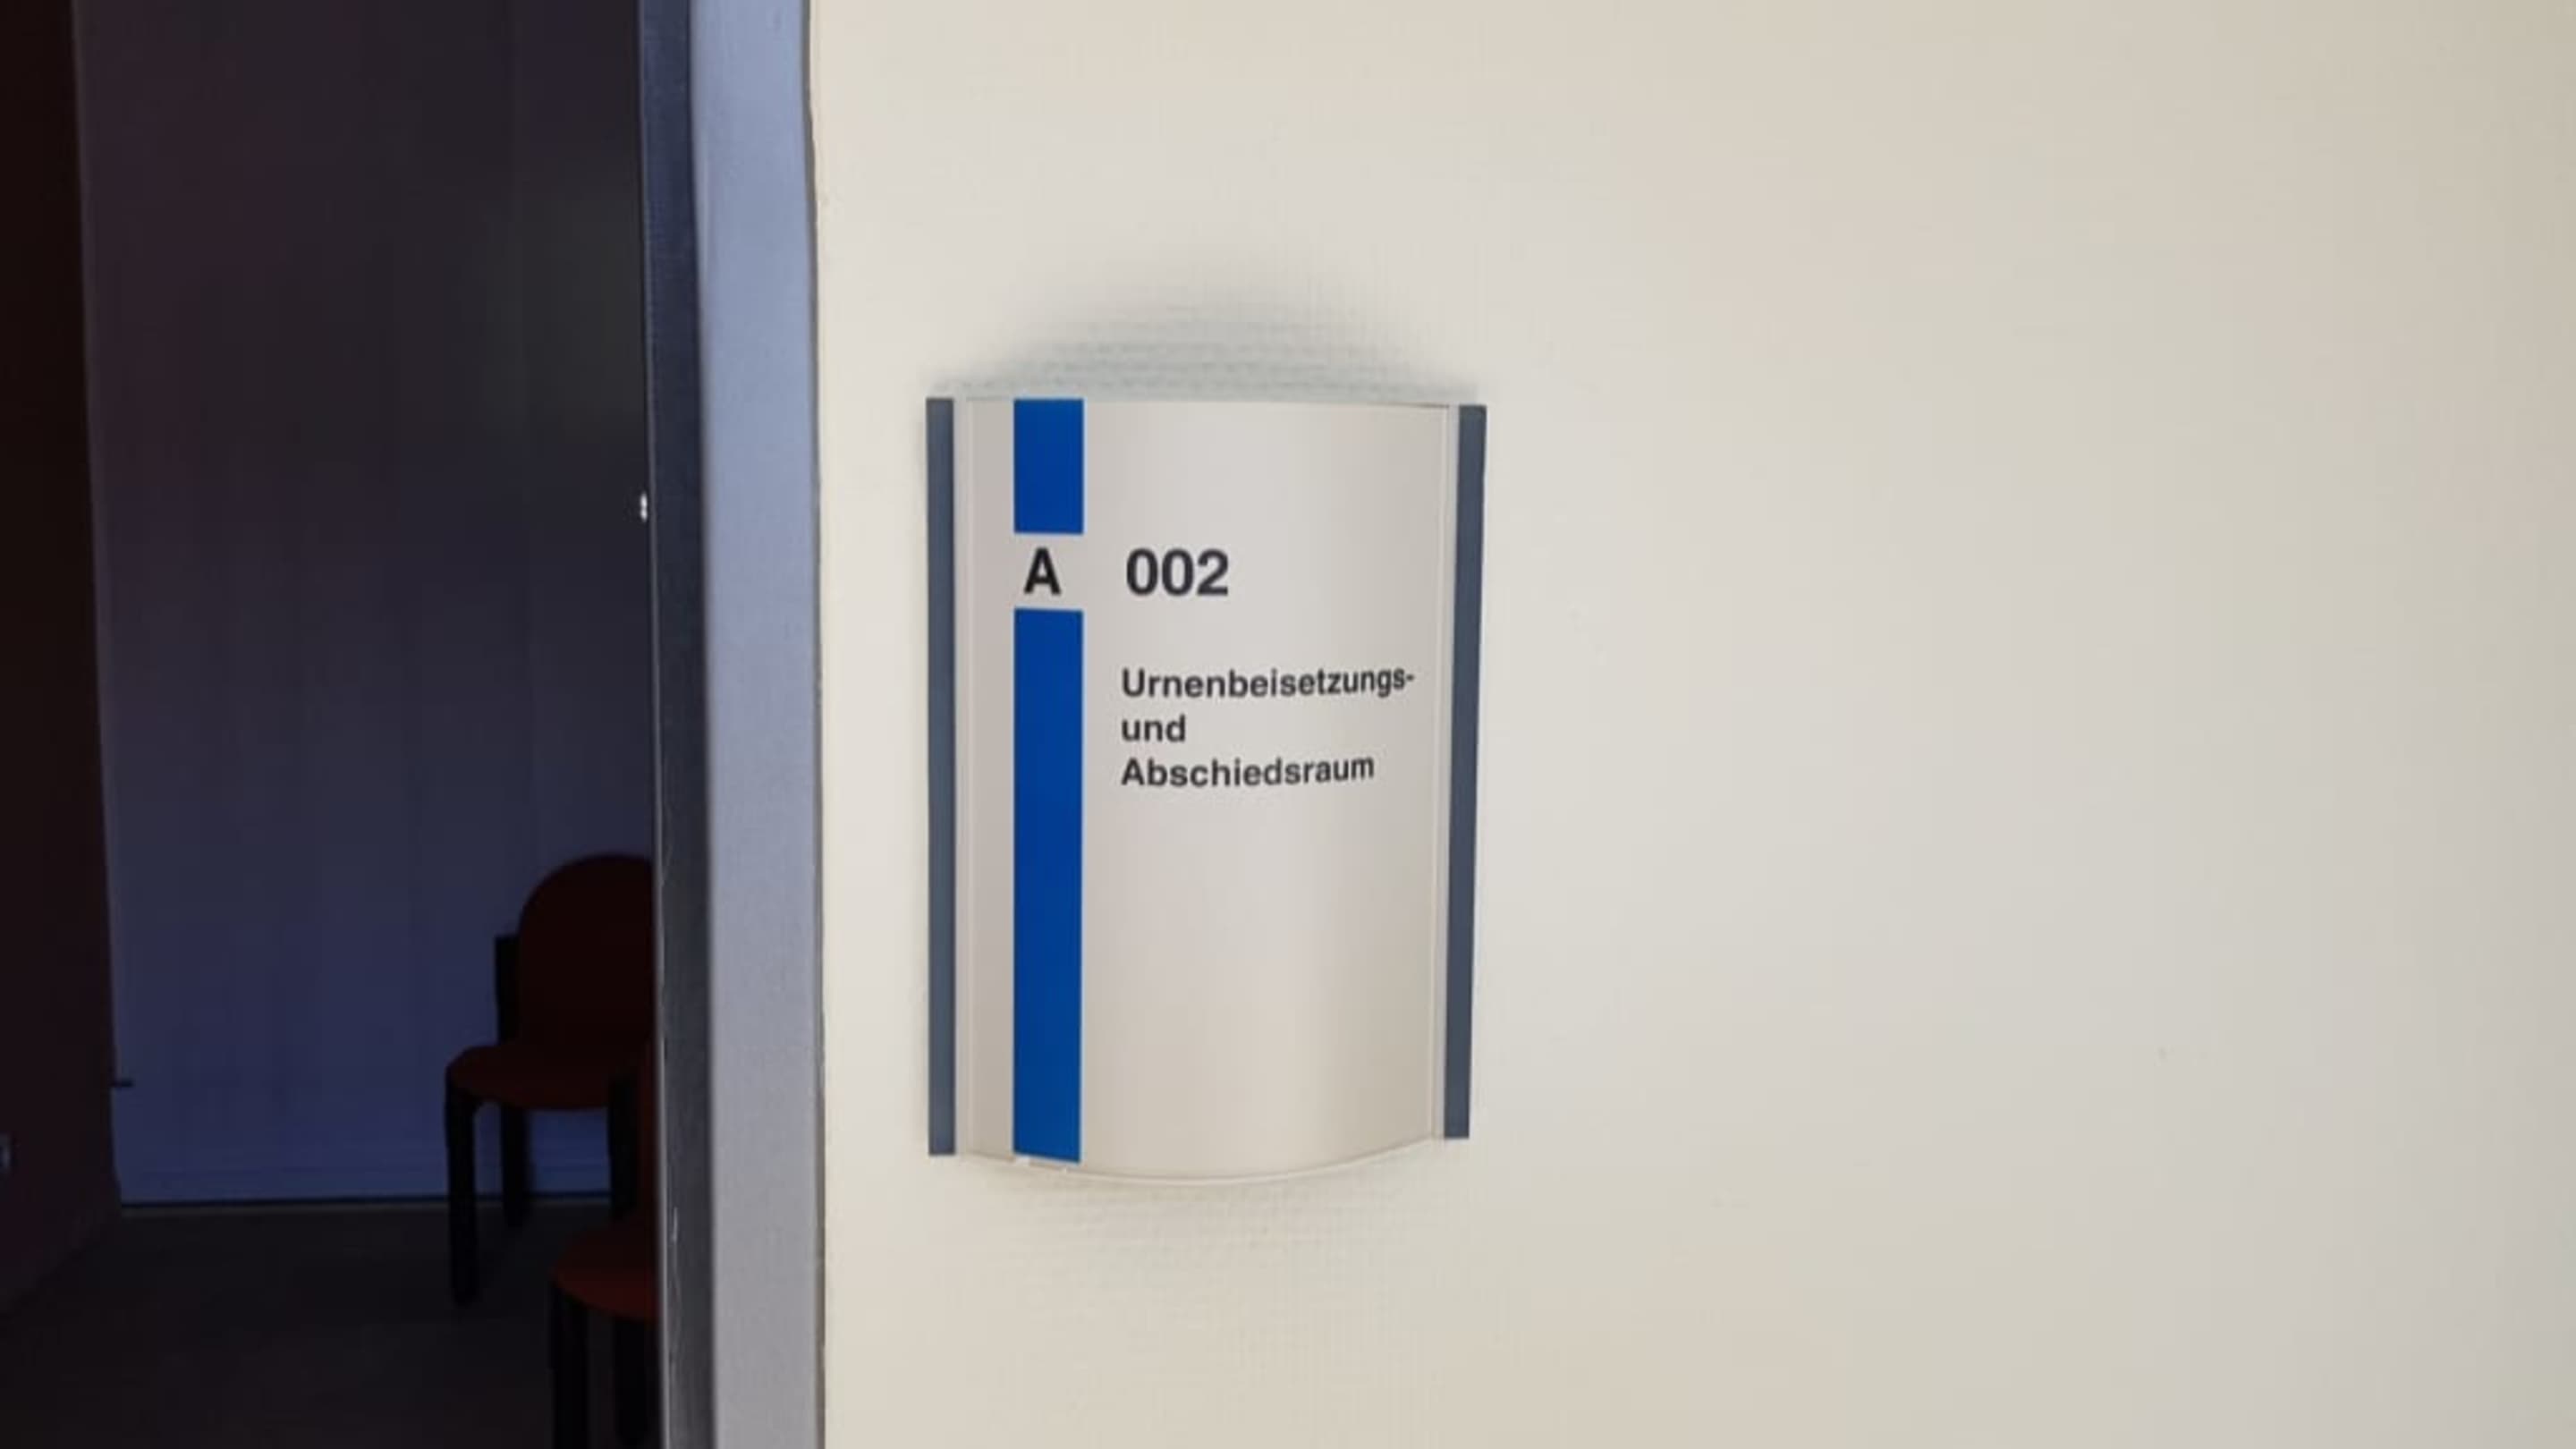 A 002
Urnenbeisetzungs-
und
Abschiedsraum